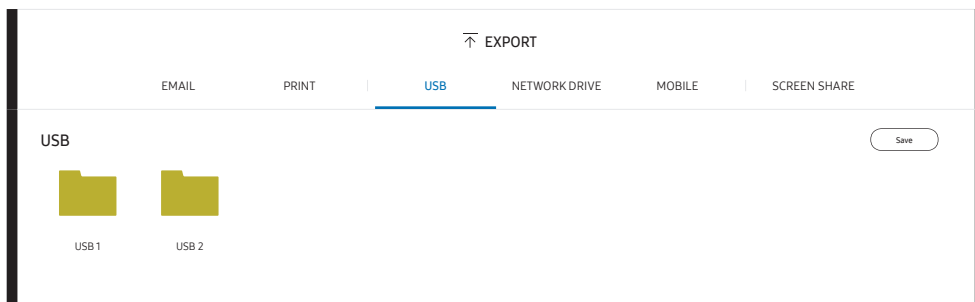 EXPORT
EMAIL PRINT USB NETWORK DRIVE MOBILE SCREEN SHARE
USB
Save
USB 1 USB 2